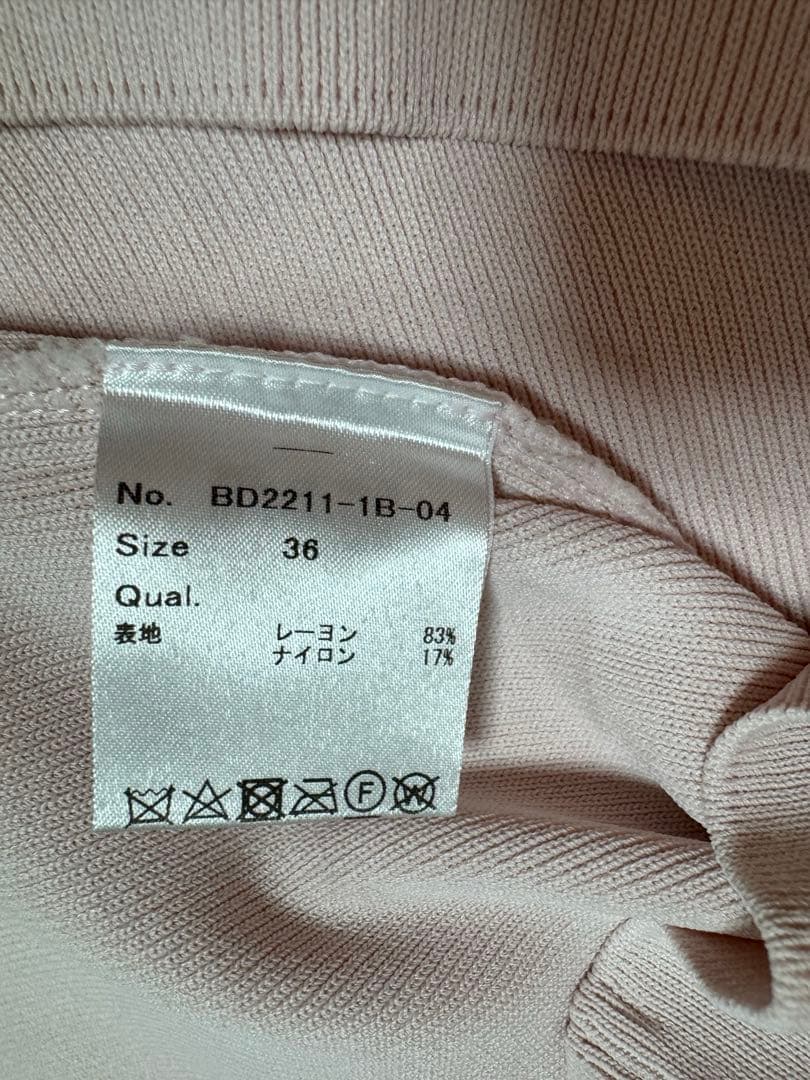 No. BD2211-1B-04
Size 36
Qual.
表地 レーヨン 83%
ナイロン 17%
F W